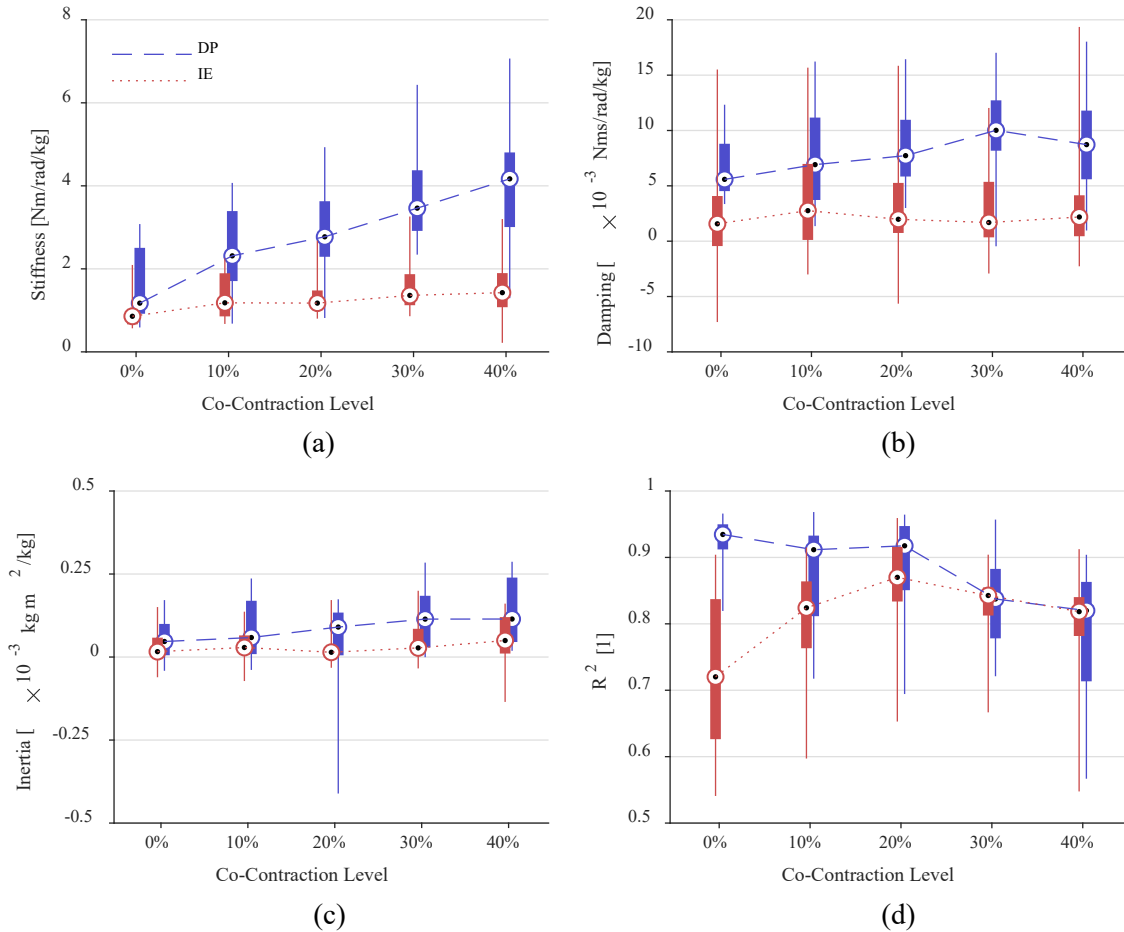 8
6
4
2
0
Stiffness [Nm/rad/kg]
DP
IE
0% 10% 20% 30% 40%
Co-Contraction Level
(a)
20
15
10
5
0
-5
-10
Damping [ ×10 -3 Nms/rad/kg]
0% 10% 20% 30% 40%
Co-Contraction Level
(b)
0.5
0.25
0
-0.25
-0.5
Inertia [ ×10 -3 kg m 2 /kg]
0% 10% 20% 30% 40%
Co-Contraction Level
(c)
1
0.9
0.8
0.7
0.6
0.5
R 2 [1]
0% 10% 20% 30% 40%
Co-Contraction Level
(d)